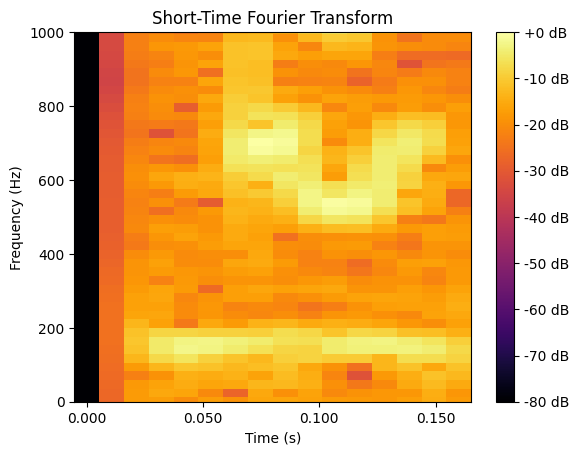 Short-Time Fourier Transform
1000
800
600
400
200
0
Frequency (Hz)
0.000
0.050
0.100
0.150
Time (s)
+0 dB
-10 dB
-20 dB
-30 dB
-40 dB
-50 dB
-60 dB
-70 dB
-80 dB